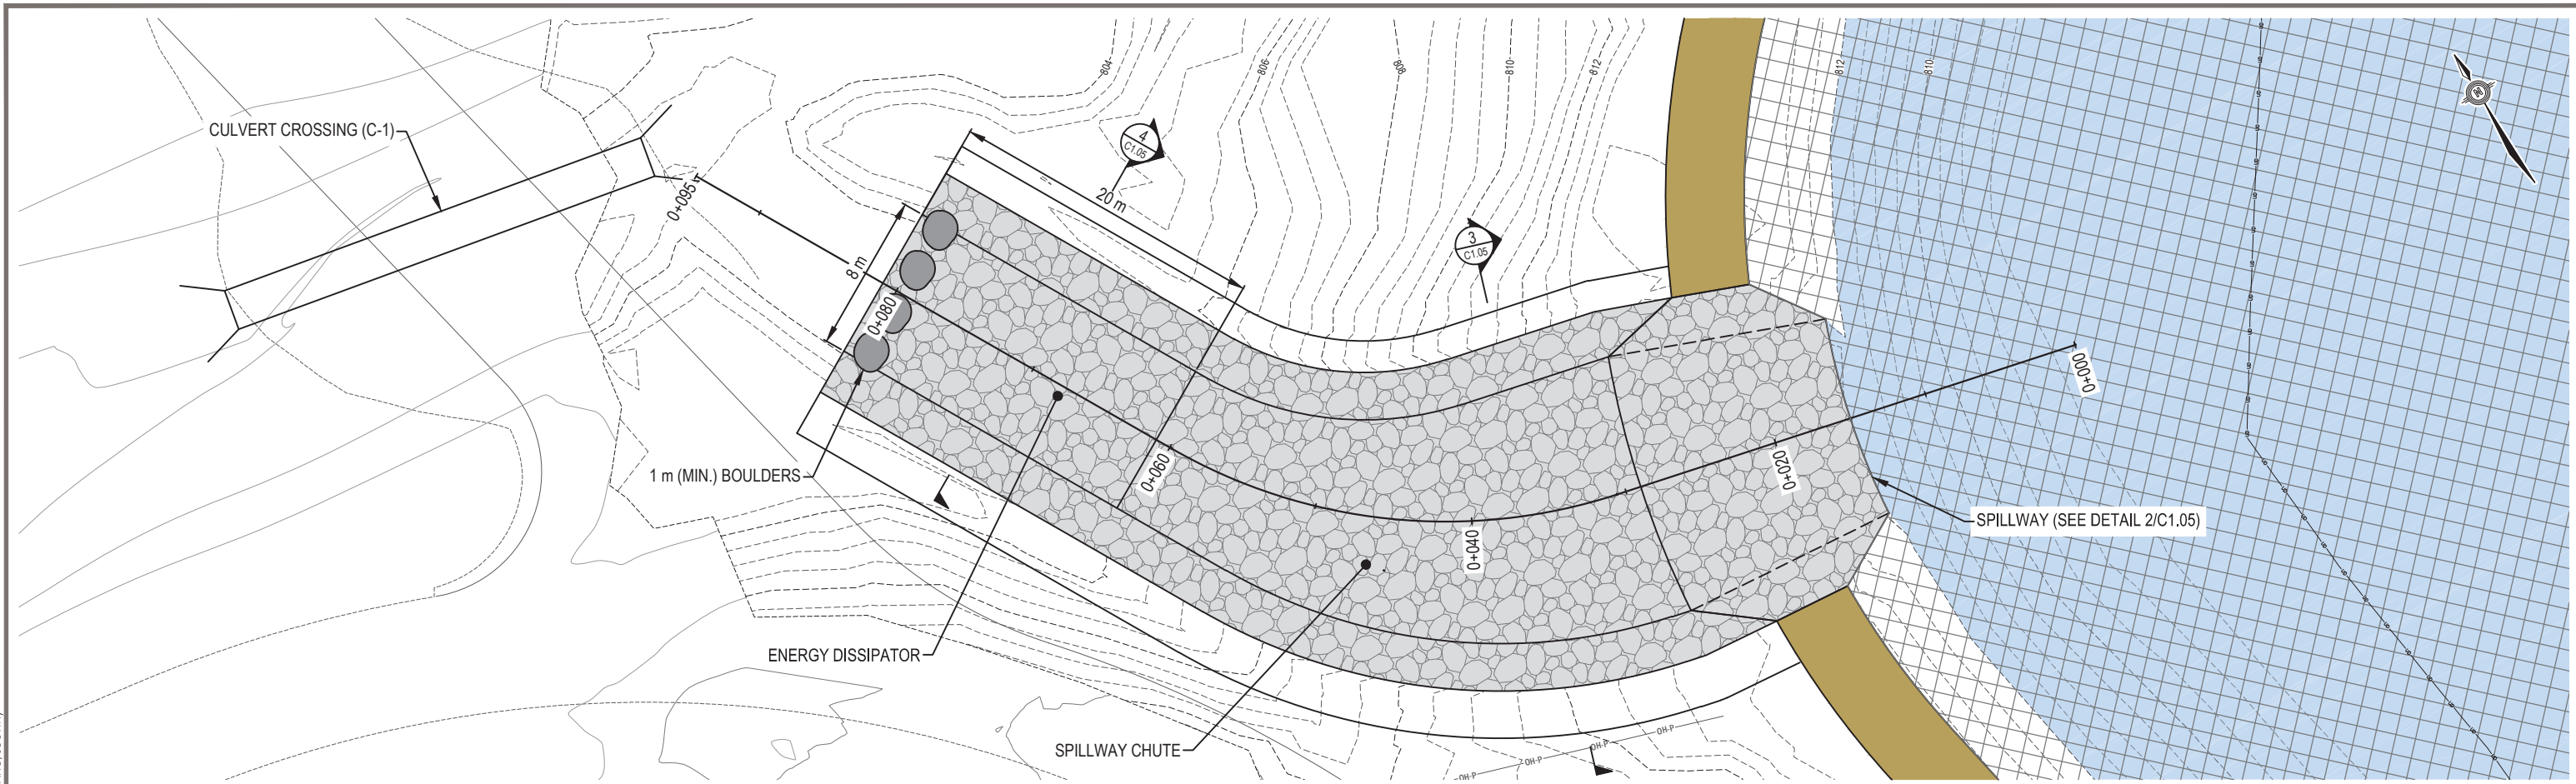 804
806
808
810
812
812
810
CULVERT CROSSING (C-1)
4
C1.05
0+095
20 m
3
C1.05
8 m
0+080
0+000
1 m (MIN.) BOULDERS
0+060
0+020
SPILLWAY (SEE DETAIL 2/C1.05)
0+040
ENERGY DISSIPATOR
SPILLWAY CHUTE
OH-P
OH-P
OH-P
OH-P